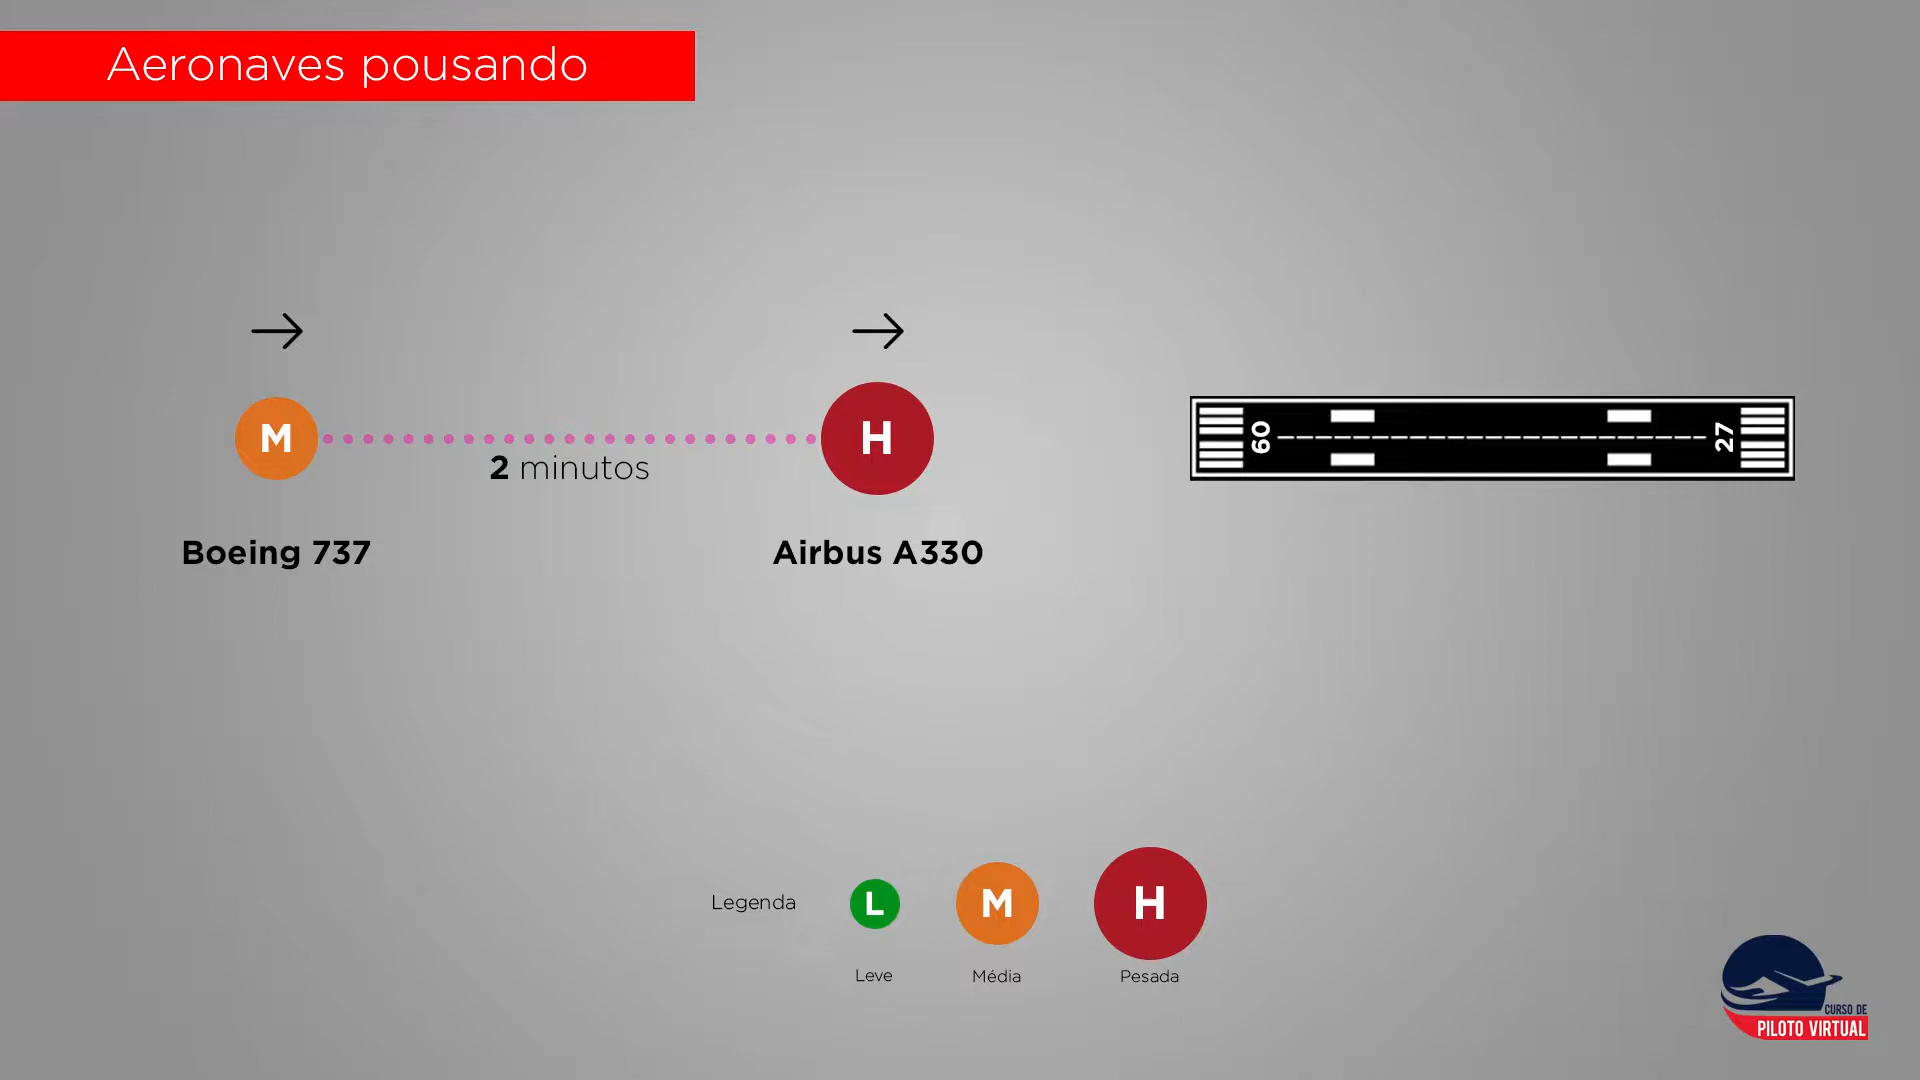 Aeronaves pousando
M
H
2 minutos
Boeing 737
Airbus A330
09
27
Legenda
L
M
H
Leve
Média
Pesada
CURSO DE
PILOTO VIRTUAL